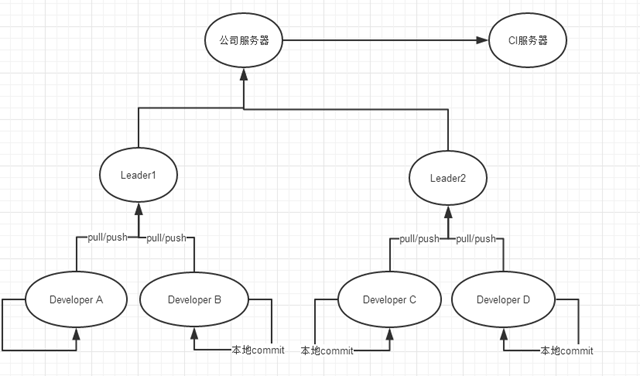 公司服务器
CI服务器
Leader1
Leader2
pull/push
pull/push
pull/push
pull/push
Developer A
Developer B
Developer C
Developer D
本地commit
本地commit
本地commit